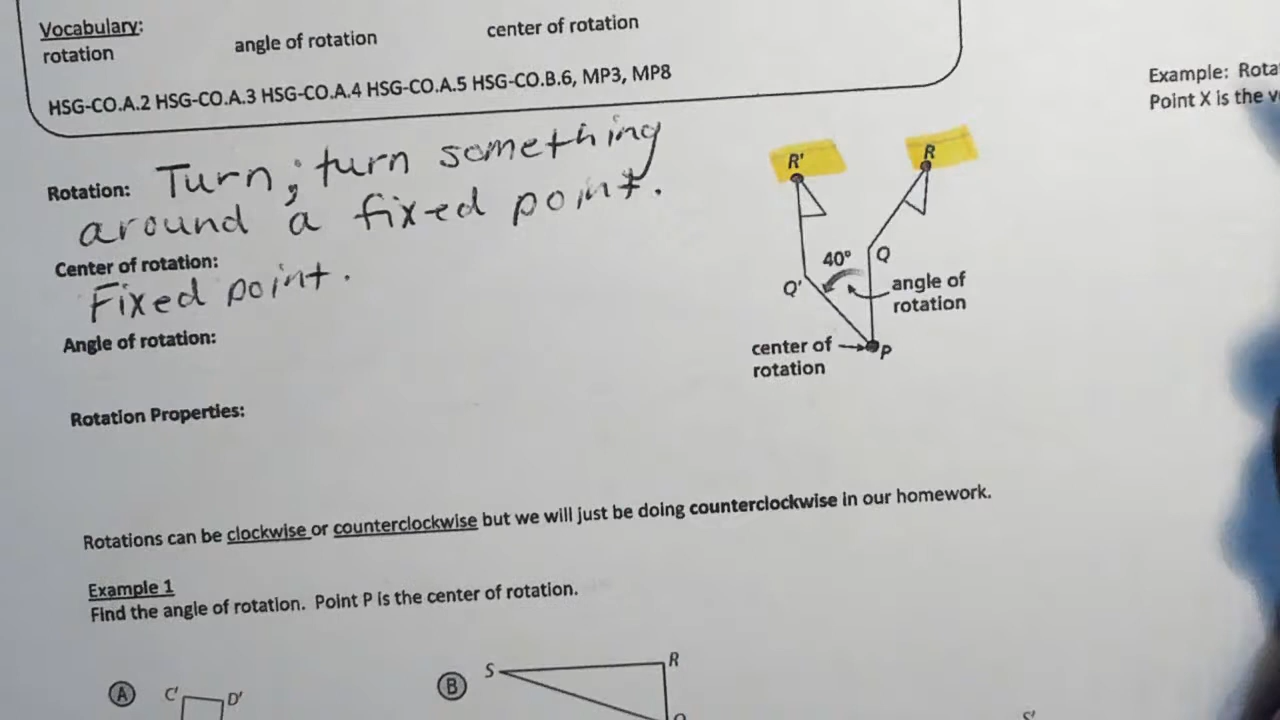 Vocabulary:
rotation angle of rotation center of rotation
HSG-CO.A.2 HSG-CO.A.3 HSG-CO.A.4 HSG-CO.A.5 HSG-CO.B.6, MP3, MP8
Rotation: Turn; turn something
around a fixed point.
Center of rotation:
Fixed point.
Angle of rotation:
Rotation Properties:
R' R
40° Q
Q' angle of
rotation
center of P
rotation
Example:
Point X is the
Rotations can be clockwise or counterclockwise but we will just be doing counterclockwise in our homework.
Example 1
Find the angle of rotation. Point P is the center of rotation.
A C' D'
B S R
S'